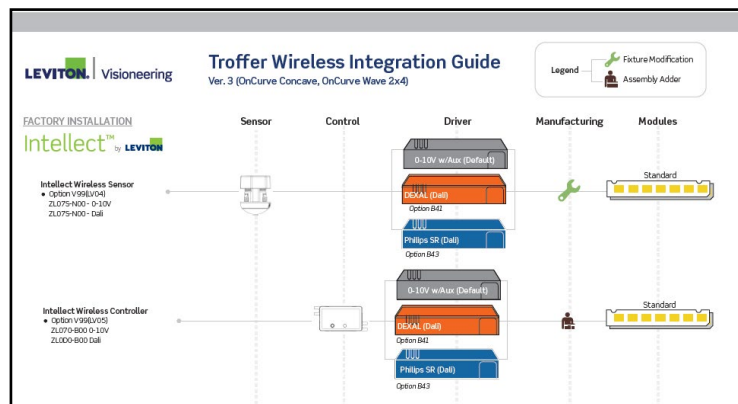 LEVITON. | Visioneering
Troffer Wireless Integration Guide
Ver. 3 (OnCurve Concave, OnCurve Wave 2x4)
Legend
Fixture Modification
Assembly Adder
FACTORY INSTALLATION
Intellect™ by LEVITON
Sensor
Control
Driver
Manufacturing
Modules
Intellect Wireless Sensor
● Option V99(LV04)
ZL075-N00 - 0-10V
ZL075-N00 - Dali
0-10V w/Aux (Default)
DEXAL (Dali)
Option B41
Philips SR (Dali)
Option B43
Standard
Intellect Wireless Controller
● Option V99(LV05)
ZL070-B00 0-10V
ZL0D0-B00 Dali
0-10V w/Aux (Default)
DEXAL (Dali)
Option B41
Philips SR (Dali)
Option B43
Standard